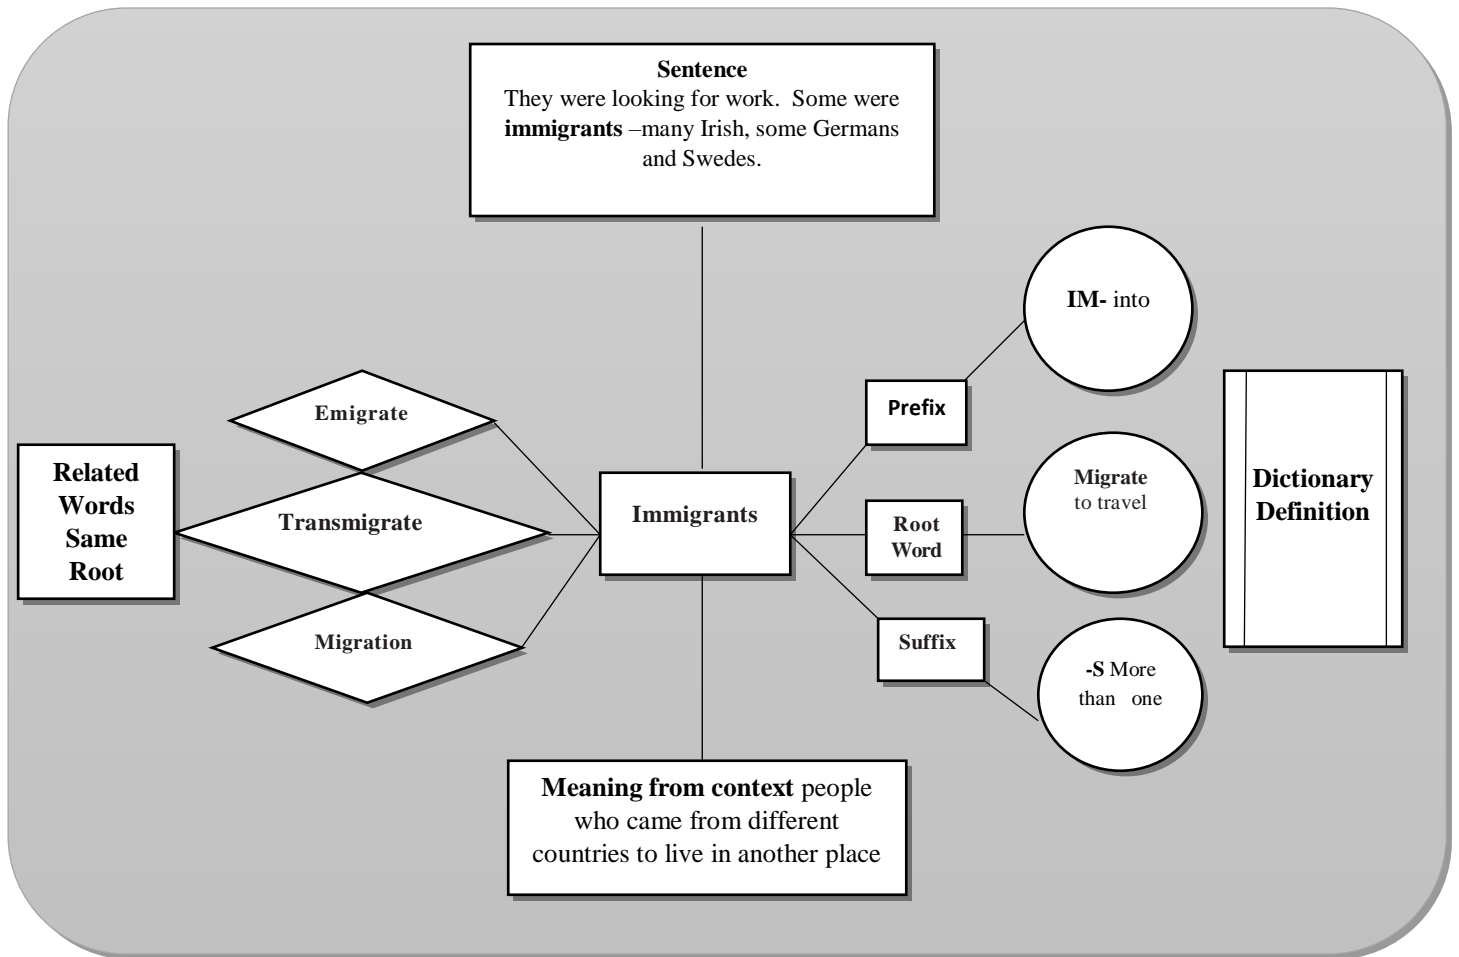 Sentence
They were looking for work.  Some were
immigrants –many Irish, some Germans
and Swedes.
IM- into
Prefix
Emigrate
Related
Words
Same
Root
Transmigrate
Migration
Immigrants
Root
Word
Migrate
to travel
Dictionary
Definition
Suffix
-S More
than   one
Meaning from context people
who came from different
countries to live in another place